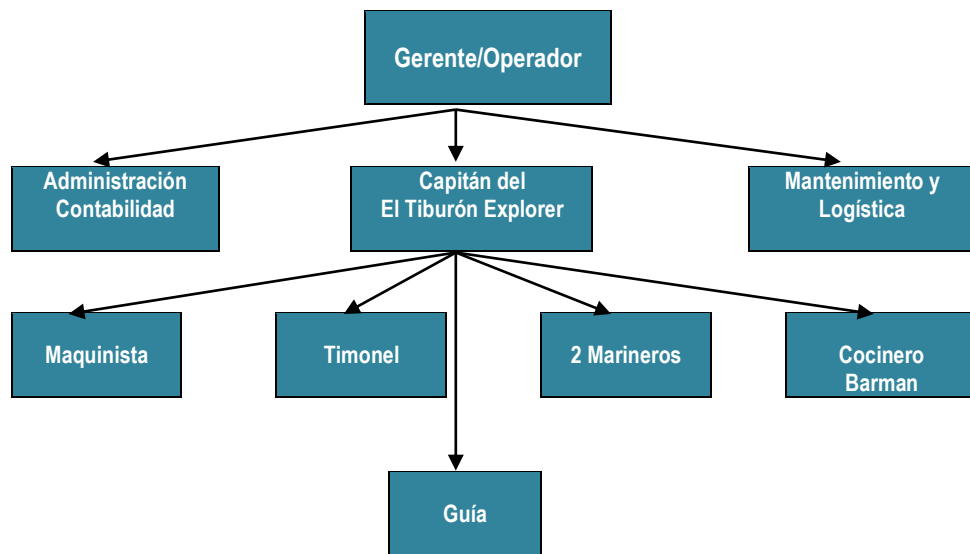 Gerente/Operador
Administración
Contabilidad
Capitán del
El Tiburón Explorer
Mantenimiento y
Logística
Maquinista
Timonel
2 Marineros
Cocinero
Barman
Guía